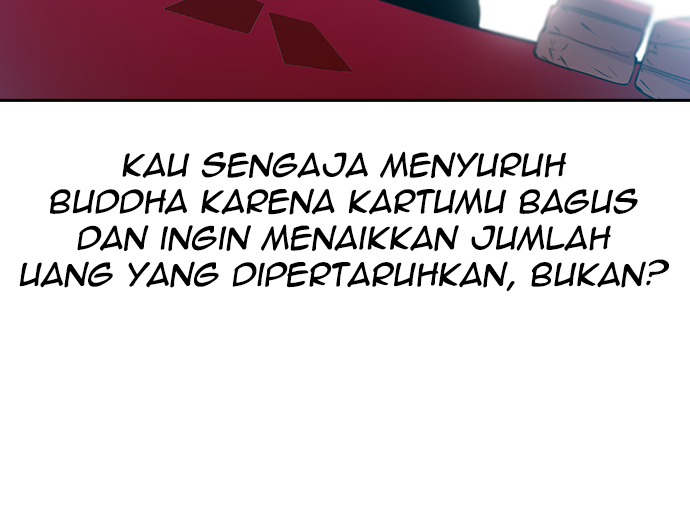 KAU SENGAJA MENYURUH
BUDDHA KARENA KARTUMU BAGUS
DAN INGIN MENAIKKAN JUMLAH
UANG YANG DIPERTARUHKAN, BUKAN?